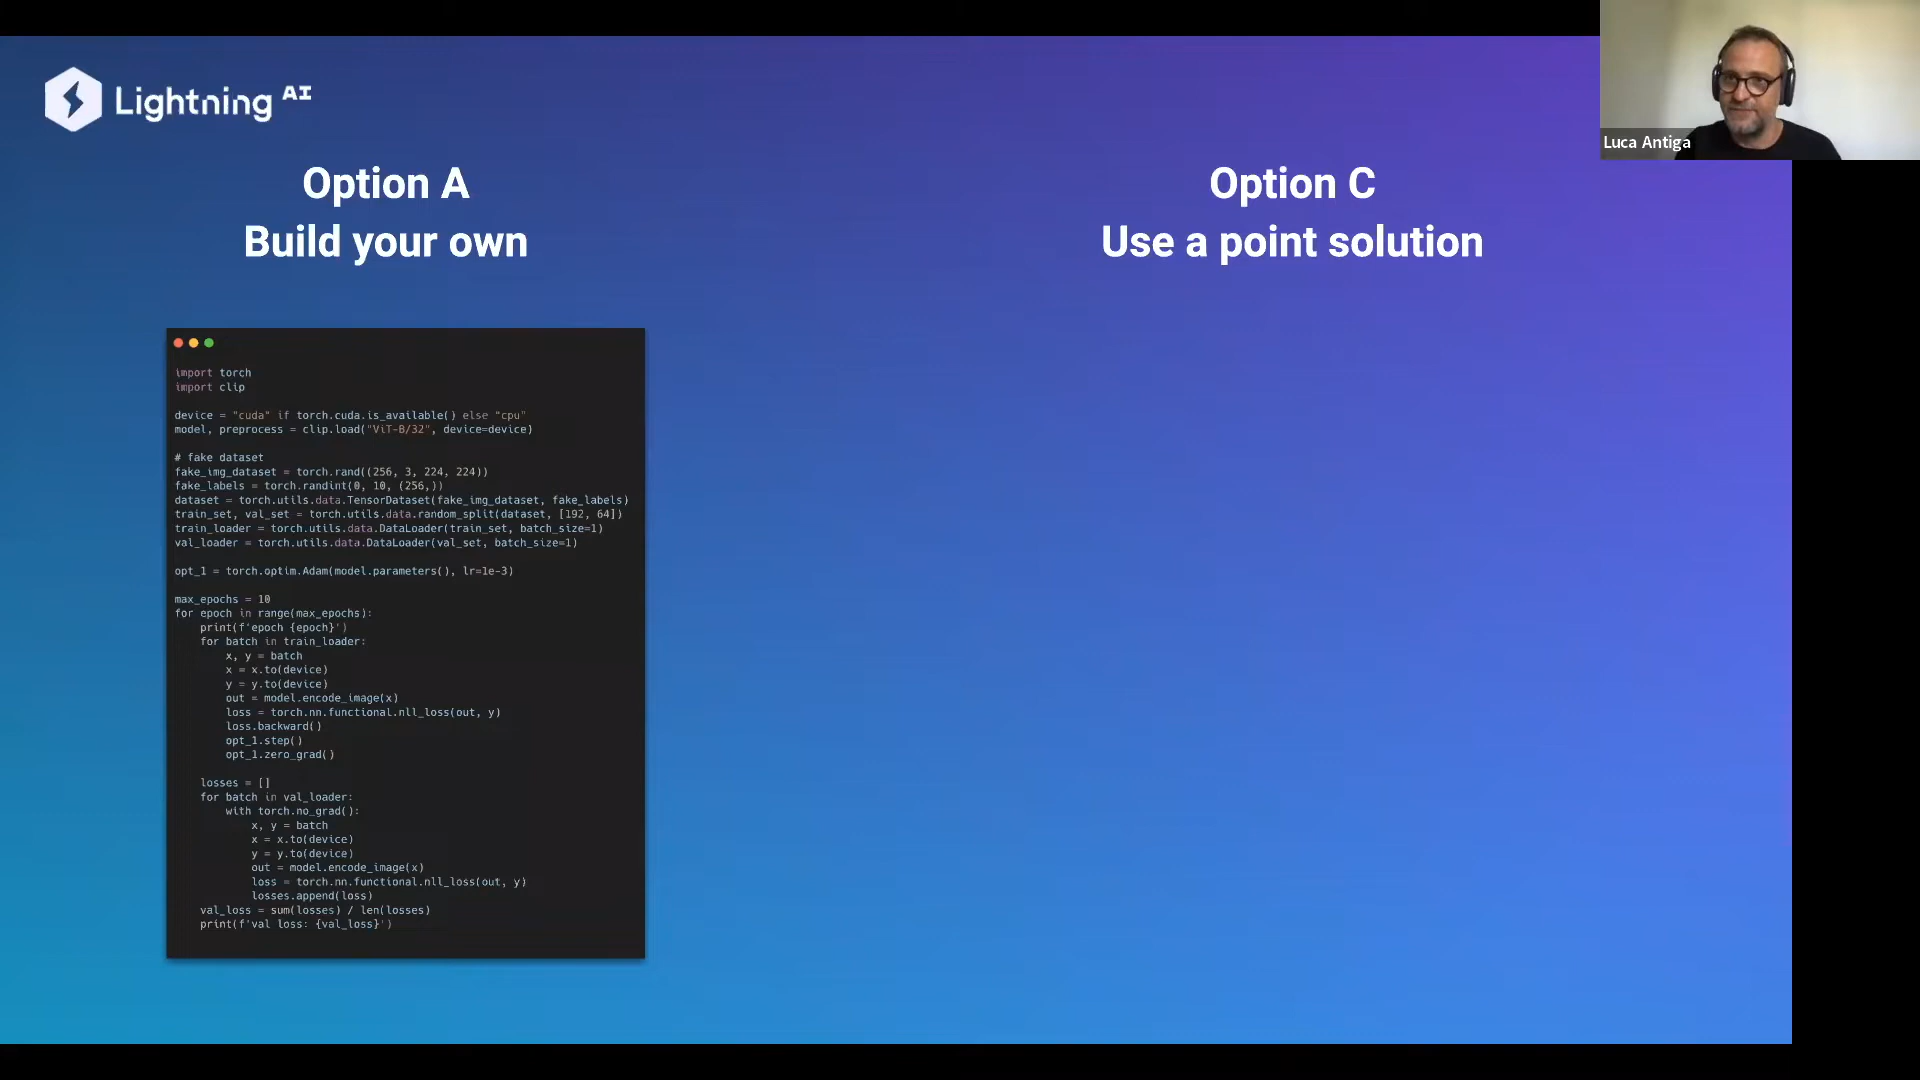 Lightning AI
Luca Antiga
Option A
Build your own
Option C
Use a point solution
import torch
import clip
device = "cuda" if torch.cuda.is_available() else "cpu"
model, preprocess = clip.load("ViT-B/32", device=device)
# fake dataset
fake_img_dataset = torch.rand((256, 3, 224, 224))
fake_labels = torch.randint(0, 10, (256,))
dataset = torch.utils.data.TensorDataset(fake_img_dataset, fake_labels)
train_set, val_set = torch.utils.data.random_split(dataset, [192, 64])
train_loader = torch.utils.data.DataLoader(train_set, batch_size=1)
val_loader = torch.utils.data.DataLoader(val_set, batch_size=1)
opt_1 = torch.optim.Adam(model.parameters(), lr=1e-3)
max_epochs = 10
for epoch in range(max_epochs):
    print(f'epoch {epoch}')
    for batch in train_loader:
        x, y = batch
        x = x.to(device)
        y = y.to(device)
        out = model.encode_image(x)
        loss = torch.nn.functional.nll_loss(out, y)
        loss.backward()
        opt_1.step()
        opt_1.zero_grad()
    losses = []
    for batch in val_loader:
        with torch.no_grad():
            x, y = batch
            x = x.to(device)
            y = y.to(device)
            out = model.encode_image(x)
            loss = torch.nn.functional.nll_loss(out, y)
            losses.append(loss)
    val_loss = sum(losses) / len(losses)
    print(f'val loss: {val_loss}')